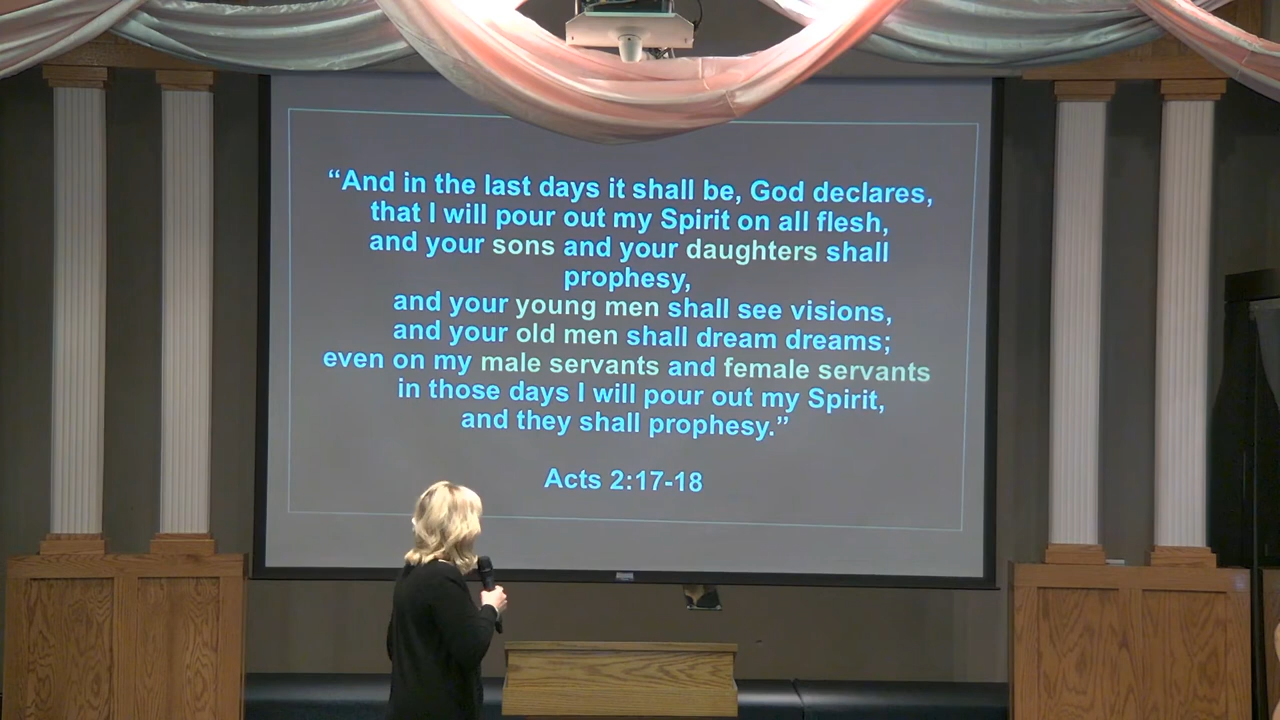 “And in the last days it shall be, God declares,
that I will pour out my Spirit on all flesh,
and your sons and your daughters shall
prophesy,
and your young men shall see visions,
and your old men shall dream dreams;
even on my male servants and female servants
in those days I will pour out my Spirit,
and they shall prophesy.”
Acts 2:17-18